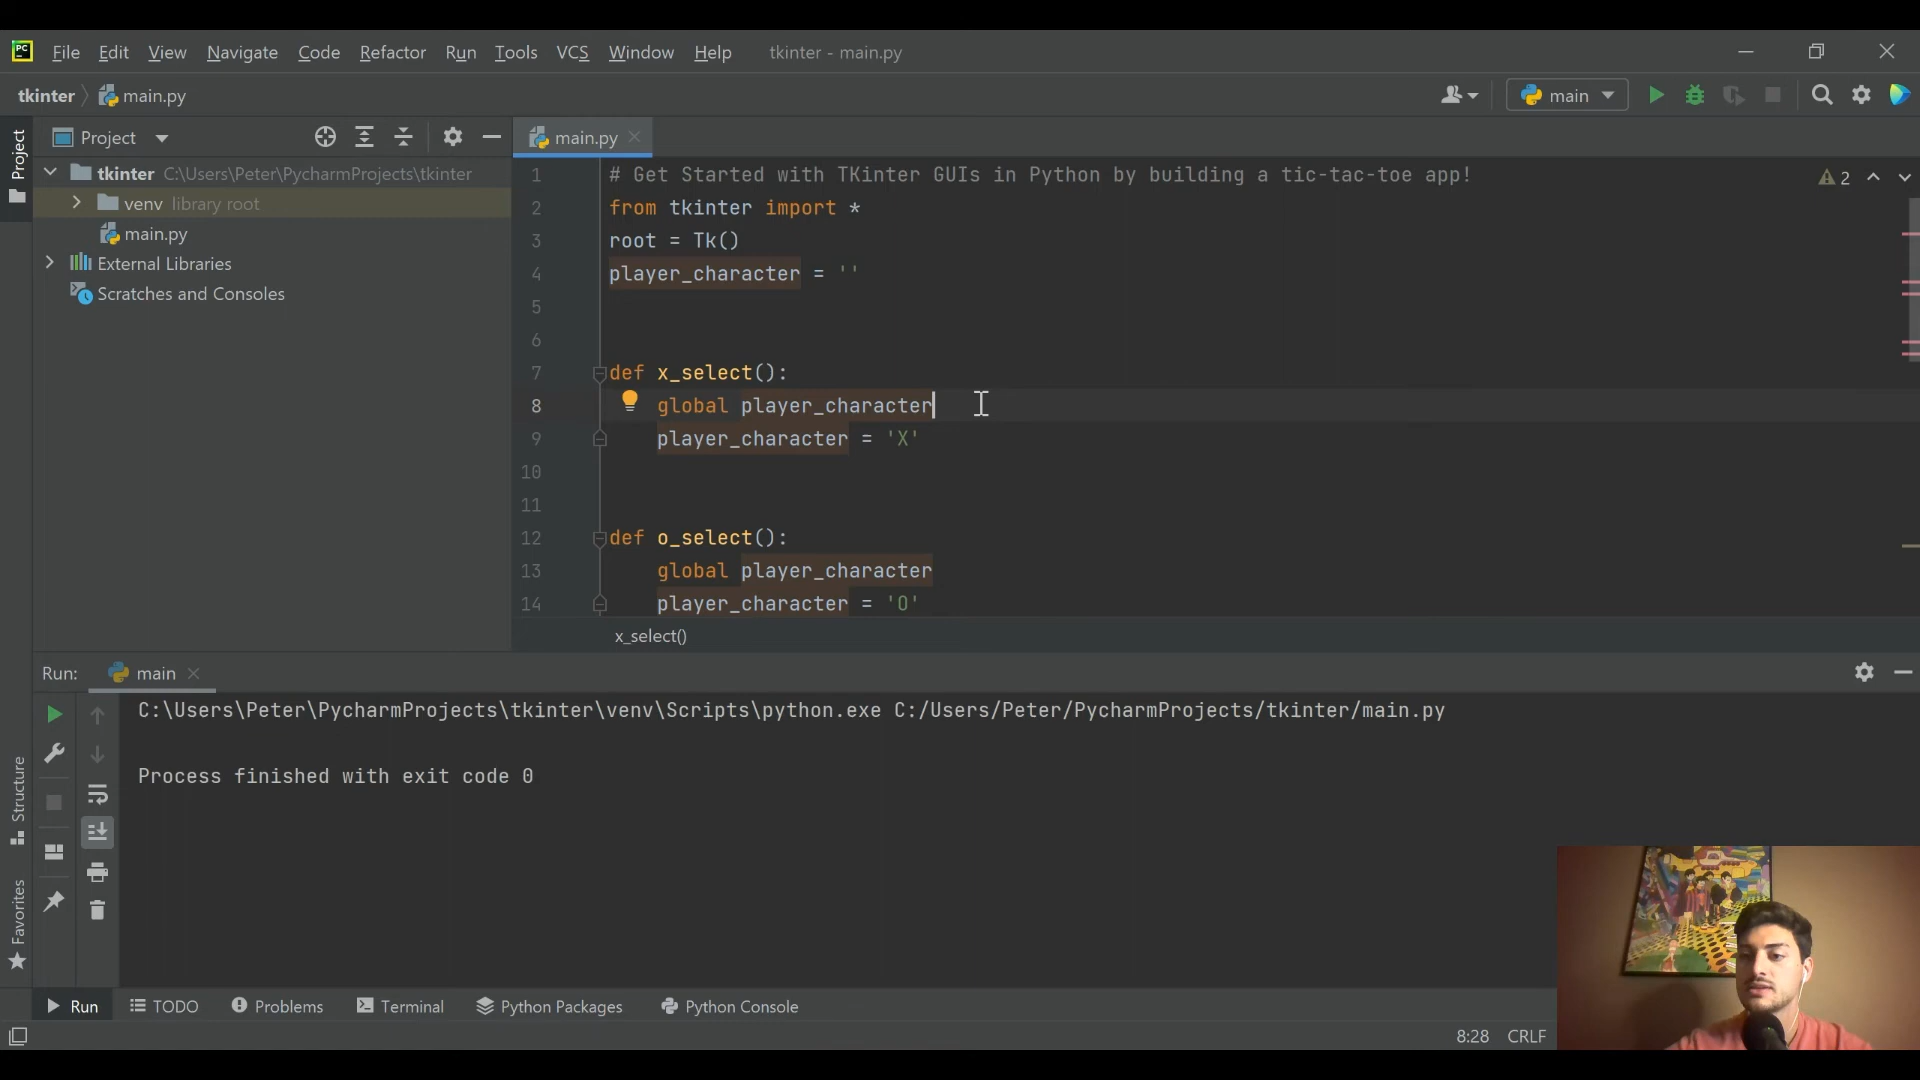 PC File Edit View Navigate Code Refactor Run Tools VCS Window Help tkinter - main.py
tkinter main.py main
Project main.py
Project
tkinter C:\Users\Peter\PycharmProjects\tkinter
venv library root
main.py
External Libraries
Scratches and Consoles
1 # Get Started with TKinter GUIs in Python by building a tic-tac-toe app! 2
2 from tkinter import *
3 root = Tk()
4 player_character = ''
5
6
7 def x_select():
8 global player_character
9 player_character = 'X'
10
11
12 def o_select():
13 global player_character
14 player_character = 'O'
x_select()
Run: main
C:\Users\Peter\PycharmProjects\tkinter\venv\Scripts\python.exe C:/Users/Peter/PycharmProjects/tkinter/main.py
Process finished with exit code 0
Structure
Favorites
Run TODO Problems Terminal Python Packages Python Console
8:28 CRLF